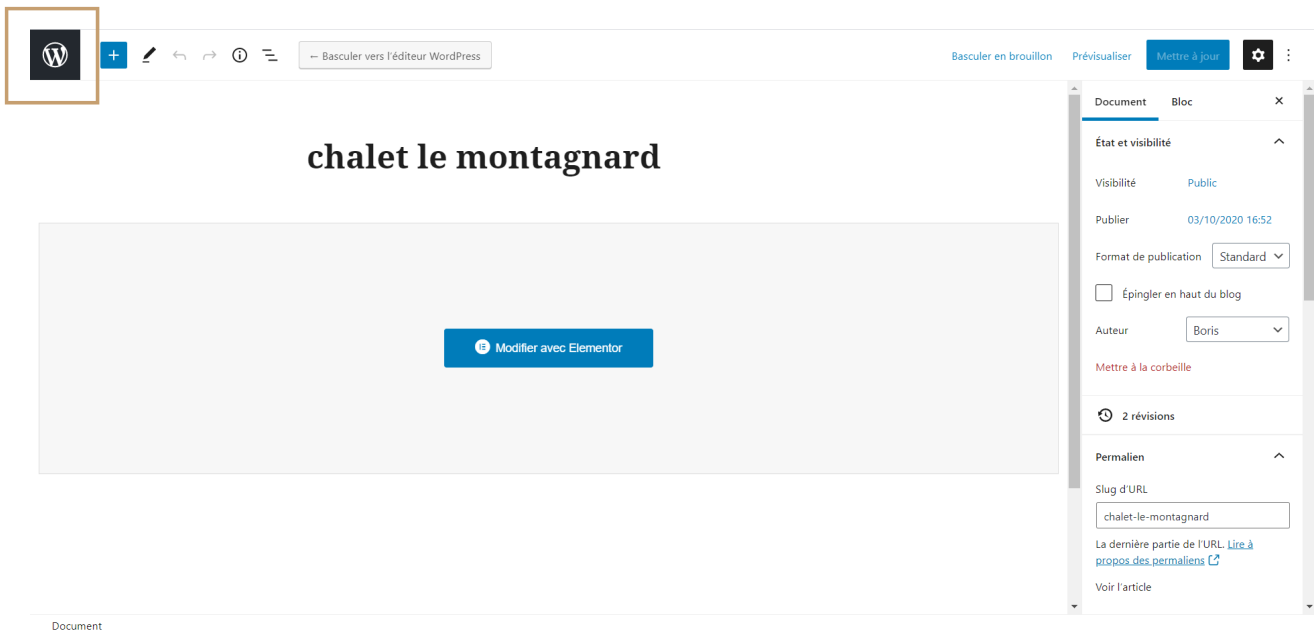 ← Basculer vers l'éditeur WordPress
Basculer en brouillon
Prévisualiser
Mettre à jour
Document
Bloc
chalet le montagnard
Modifier avec Elementor
État et visibilité
Visibilité
Public
Publier
03/10/2020 16:52
Format de publication
Standard
Épingler en haut du blog
Auteur
Boris
Mettre à la corbeille
2 révisions
Permalien
Slug d'URL
chalet-le-montagnard
La dernière partie de l'URL. Lire à
propos des permaliens
Voir l'article
Document